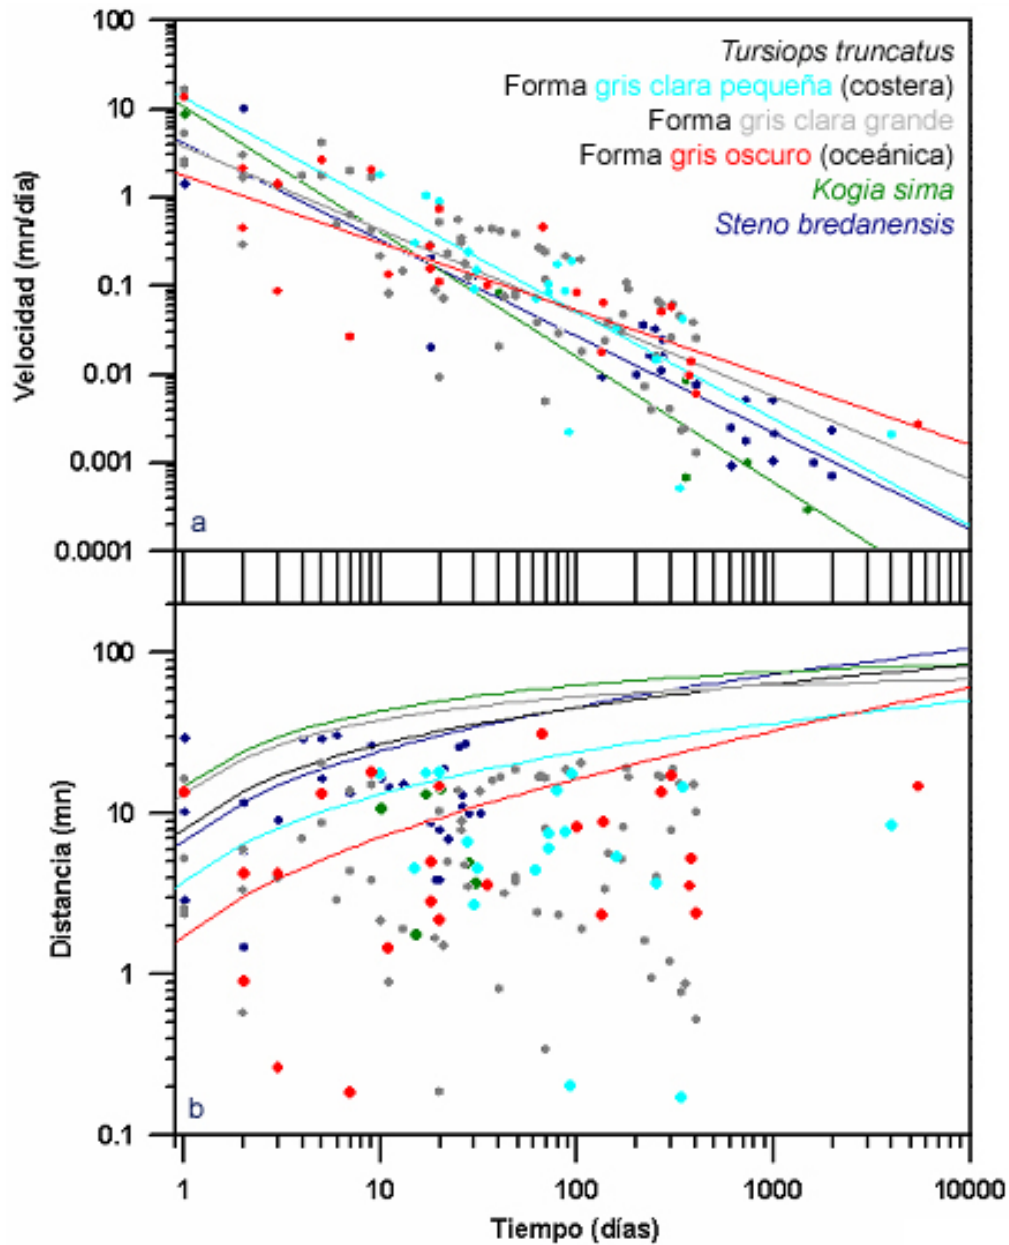 100
10
1
0.1
0.01
0.001
0.0001
Velocidad (mn/día)
Tursiops truncatus
Forma gris clara pequeña (costera)
Forma gris clara grande
Forma gris oscuro (oceánica)
Kogia sima
Steno bredanensis
a
100
10
1
0.1
Distancia (mn)
b
1 10 100 1000 10000
Tiempo (días)